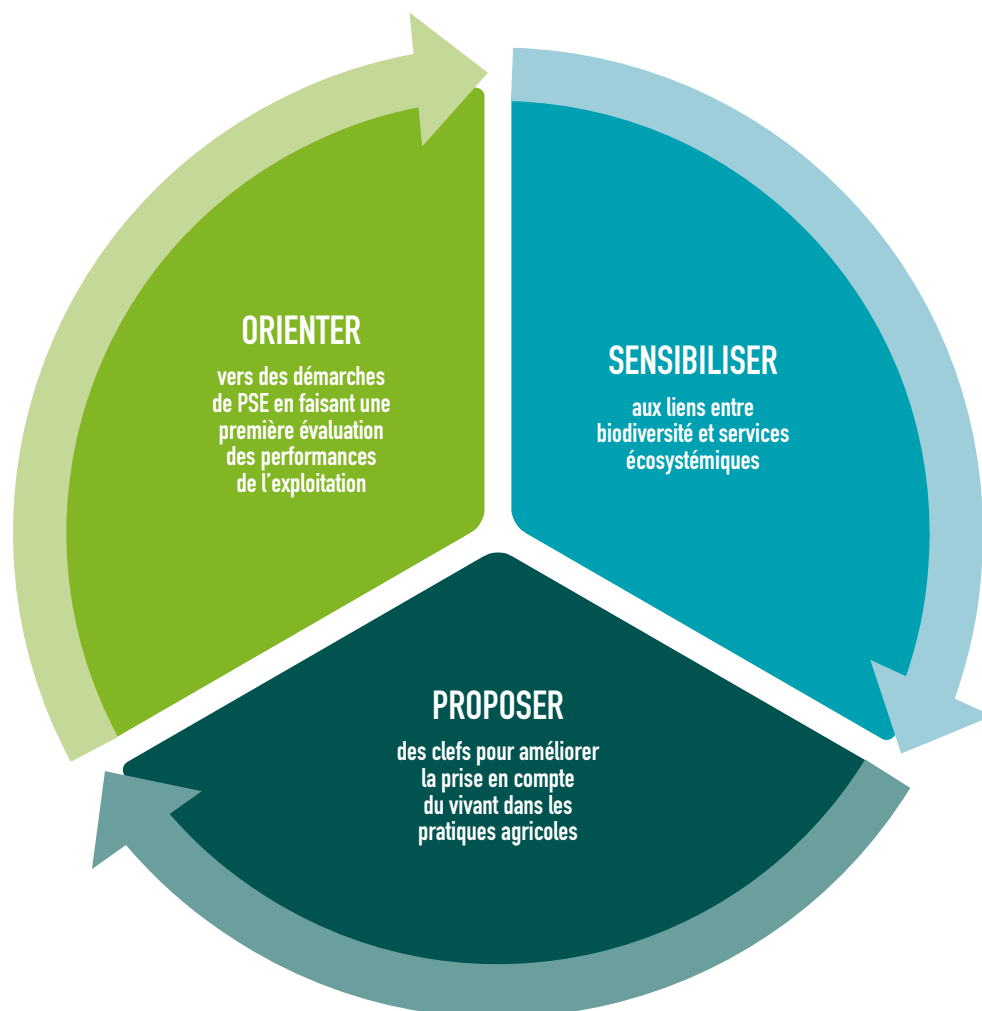 ORIENTER
vers des démarches
de PSE en faisant une
première évaluation
des performances
de l'exploitation
SENSIBILISER
aux liens entre
biodiversité et services
écosystémiques
PROPOSER
des clefs pour améliorer
la prise en compte
du vivant dans les
pratiques agricoles